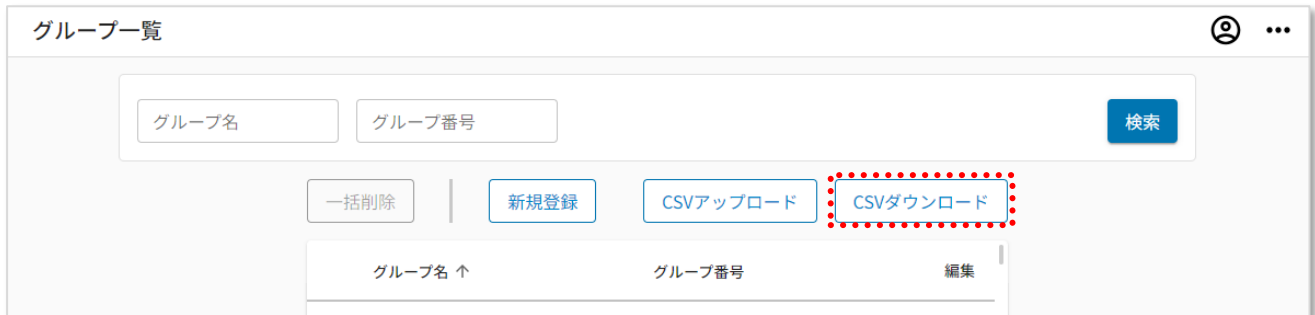 グループ一覧
グループ名 グループ番号 検索
一括削除 新規登録 CSVアップロード CSVダウンロード
グループ名 ↑ グループ番号 編集